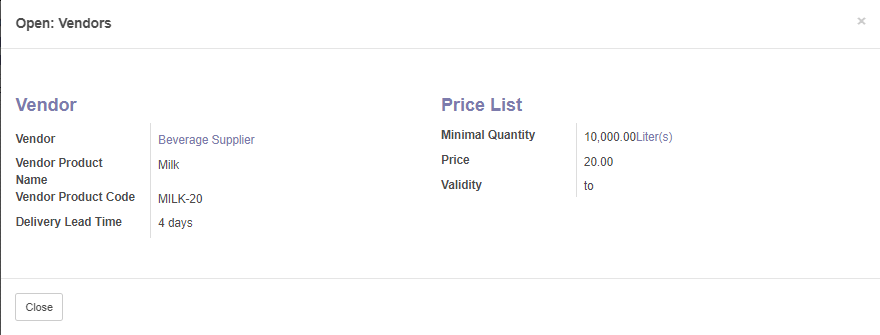 Open: Vendors ×
Vendor
Vendor Beverage Supplier
Vendor Product Name Milk
Vendor Product Code MILK-20
Delivery Lead Time 4 days
Price List
Minimal Quantity 10,000.00Liter(s)
Price 20.00
Validity to
Close